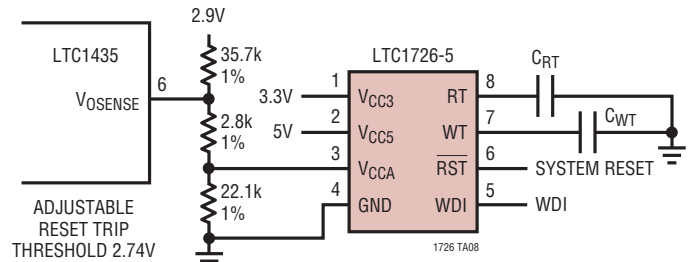 2.9V
LTC1435
35.7k
1%
LTC1726-5
C_RT
6
V_OSENSE
1
3.3V
V_CC3
RT
8
2.8k
1%
2
5V
V_CC5
WT
7
C_WT
3
V_CCA
RST
6
SYSTEM RESET
22.1k
1%
4
GND
WDI
5
WDI
ADJUSTABLE
RESET TRIP
THRESHOLD 2.74V
1726 TA08